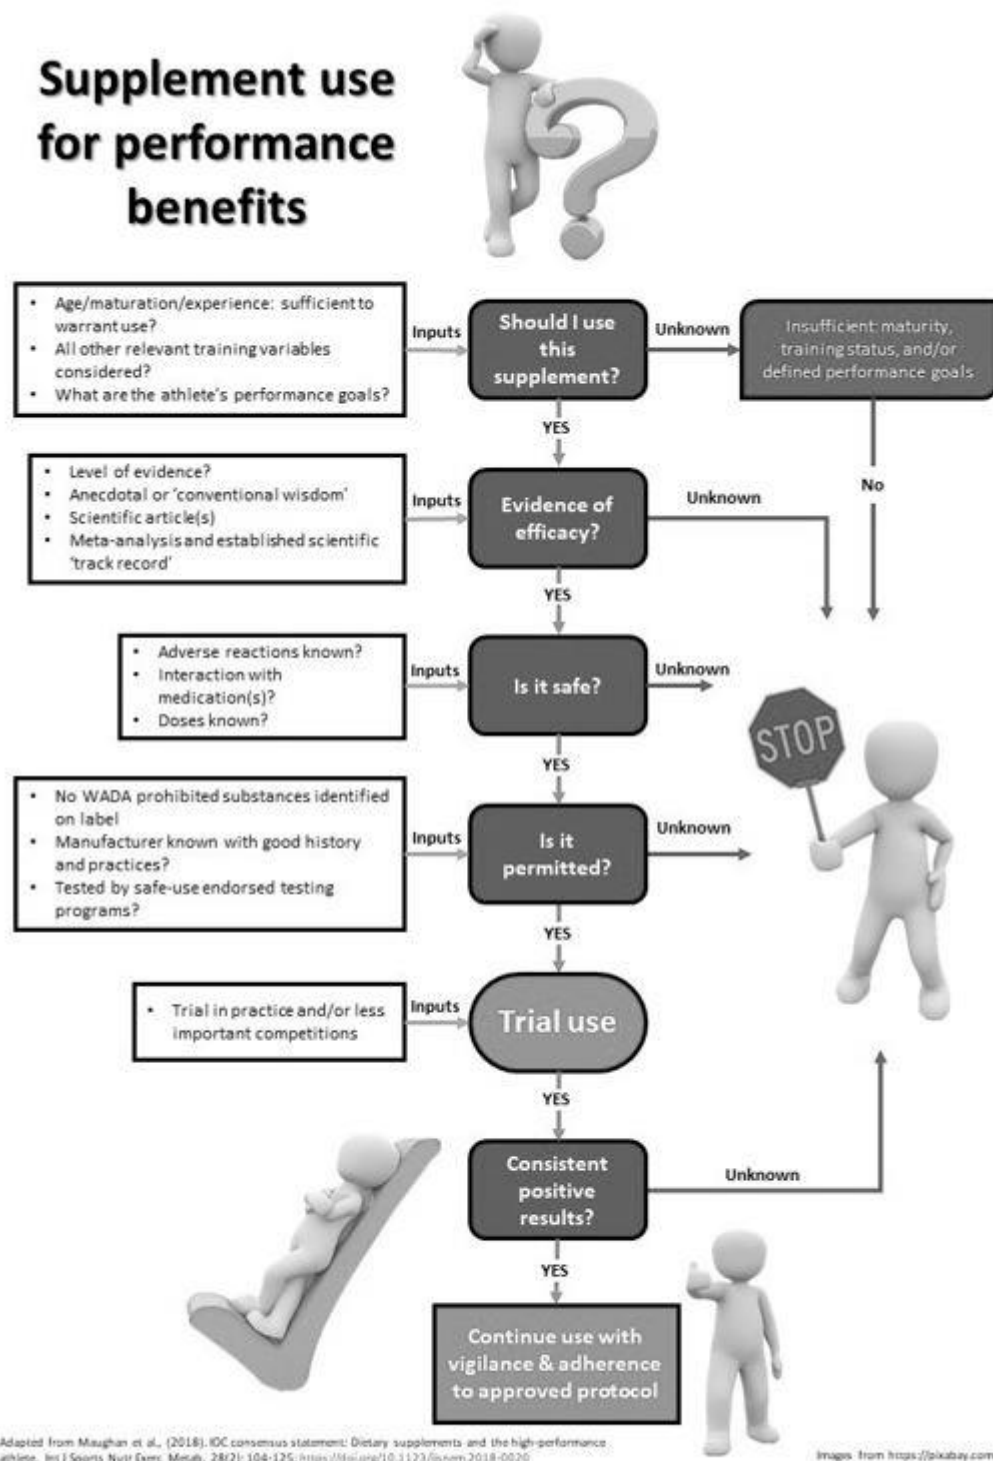 Supplement use
for performance
benefits
• Age/maturation/experience: sufficient to
warrant use?
• All other relevant training variables
considered?
• What are the athlete's performance goals?
Inputs
Should I use
this
supplement?
Unknown
Insufficient: maturity,
training status, and/or
defined performance goals
YES
No
• Level of evidence?
• Anecdotal or 'conventional wisdom'
• Scientific article(s)
• Meta-analysis and established scientific
'track record'
Inputs
Evidence of
efficacy?
Unknown
YES
• Adverse reactions known?
• Interaction with
medication(s)?
• Doses known?
Inputs
Is it safe?
Unknown
STOP
YES
• No WADA prohibited substances identified
on label
• Manufacturer known with good history
and practices?
• Tested by safe-use endorsed testing
programs?
Inputs
Is it
permitted?
Unknown
YES
• Trial in practice and/or less
important competitions
Inputs
Trial use
YES
Consistent
positive
results?
Unknown
YES
Continue use with
vigilance & adherence
to approved protocol
Adapted from Maughan et al., (2018). IOC consensus statement: Dietary supplements and the high-performance
athlete. Int J Sports Nutr Exerc Metab. 28(2): 104-125. https://doi.org/10.1123/ijsnem.2018-0020
Images from https://pixabay.com